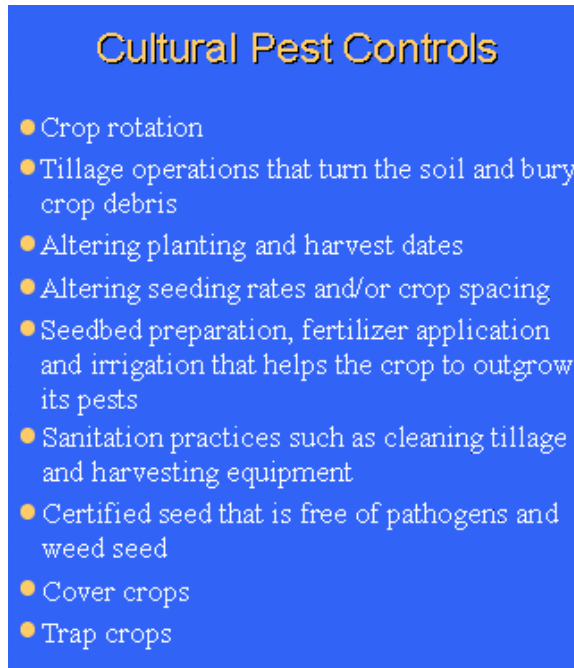 Cultural Pest Controls
Crop rotation
Tillage operations that turn the soil and bury
crop debris
Altering planting and harvest dates
Altering seeding rates and/or crop spacing
Seedbed preparation, fertilizer application
and irrigation that helps the crop to outgrow
its pests
Sanitation practices such as cleaning tillage
and harvesting equipment
Certified seed that is free of pathogens and
weed seed
Cover crops
Trap crops